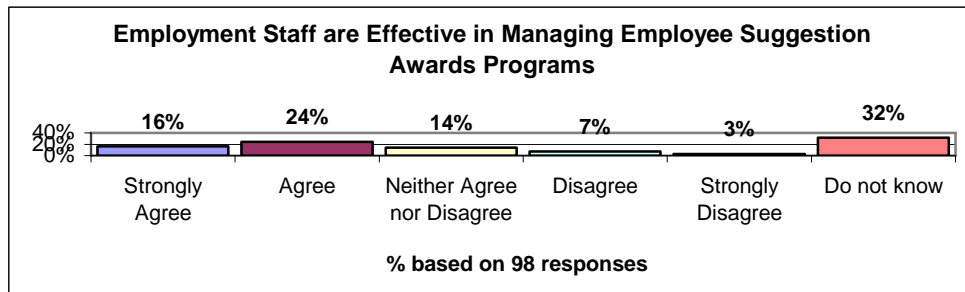 Employment Staff are Effective in Managing Employee Suggestion
Awards Programs
16% 24% 14% 7% 3% 32%
40%
20%
0%
Strongly Agree Neither Agree Disagree Strongly Do not know
Agree nor Disagree Disagree
% based on 98 responses